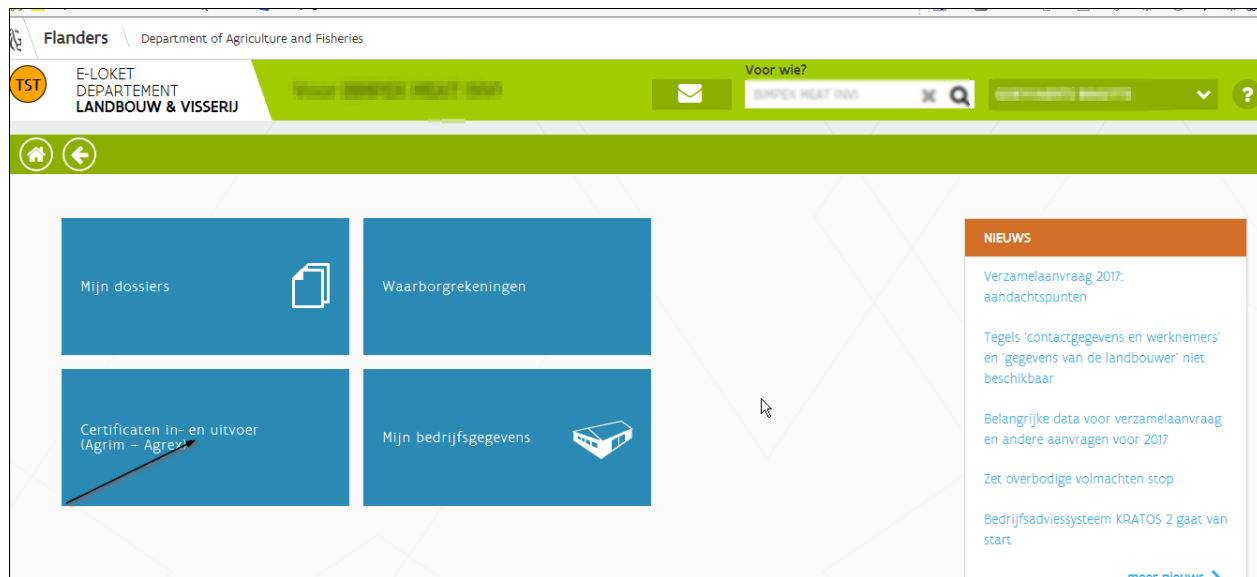 Flanders
Department of Agriculture and Fisheries
TST
E-LOKET
DEPARTEMENT
LANDBOUW & VISSERIJ
Voor wie?
?
Mijn dossiers
Waarborgrekeningen
Certificaten in- en uitvoer
(Agrim – Agrex)
Mijn bedrijfsgegevens
NIEUWS
Verzamelaanvraag 2017:
aandachtspunten
Tegels 'contactgegevens en werknemers'
en 'gegevens van de landbouwer' niet
beschikbaar
Belangrijke data voor verzamelaanvraag
en andere aanvragen voor 2017
Zet overbodige volmachten stop
Bedrijfsadviessysteem KRATOS 2 gaat van
start
meer nieuws